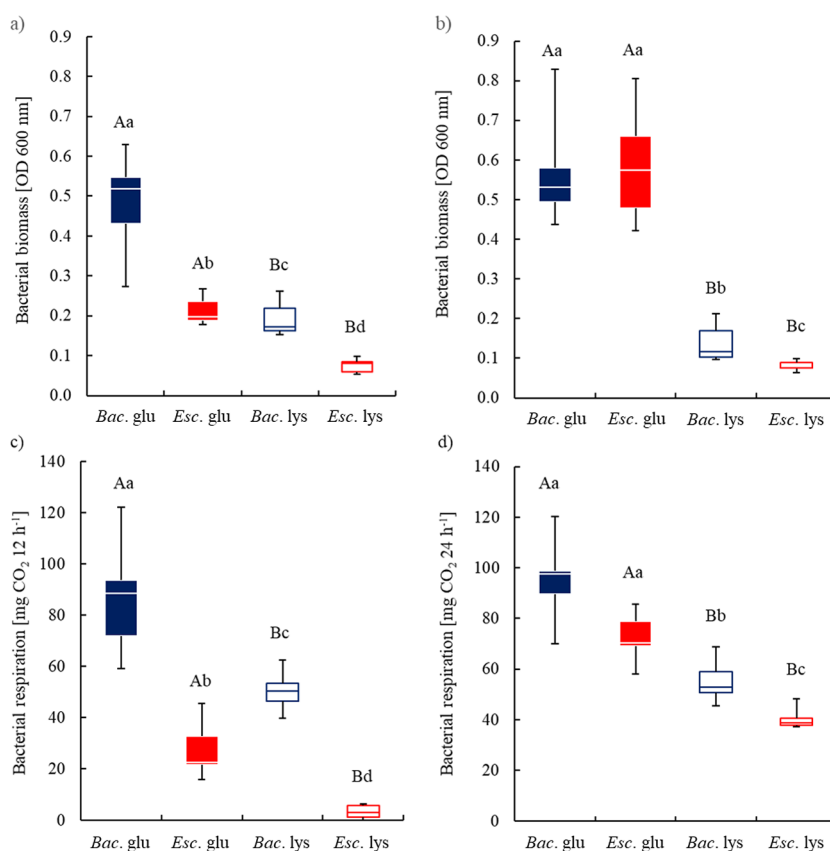 a)
Bacterial biomass [OD 600 nm]
0.9
0.8
0.7
0.6
0.5
0.4
0.3
0.2
0.1
0.0
Aa
Ab
Bc
Bd
Bac. glu Esc. glu Bac. lys Esc. lys
b)
Bacterial biomass [OD 600 nm]
0.9
0.8
0.7
0.6
0.5
0.4
0.3
0.2
0.1
0.0
Aa
Aa
Bb
Bc
Bac. glu Esc. glu Bac. lys Esc. lys
c)
Bacterial respiration [mg CO₂ 12 h⁻¹]
140
120
100
80
60
40
20
0
Aa
Ab
Bc
Bd
Bac. glu Esc. glu Bac. lys Esc. lys
d)
Bacterial respiration [mg CO₂ 24 h⁻¹]
140
120
100
80
60
40
20
0
Aa
Aa
Bb
Bc
Bac. glu Esc. glu Bac. lys Esc. lys